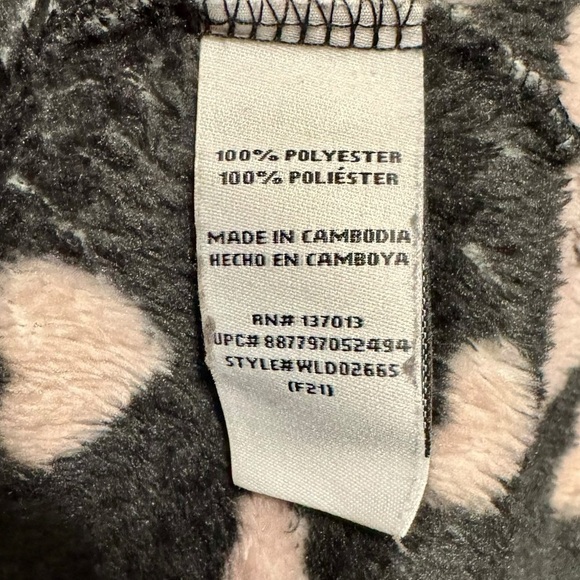 100% POLYESTER
100% POLIÉSTER
MADE IN CAMBODIA
HECHO EN CAMBOYA
RN# 137013
UPC# 887797052494
STYLE# WLD02665
(F21)